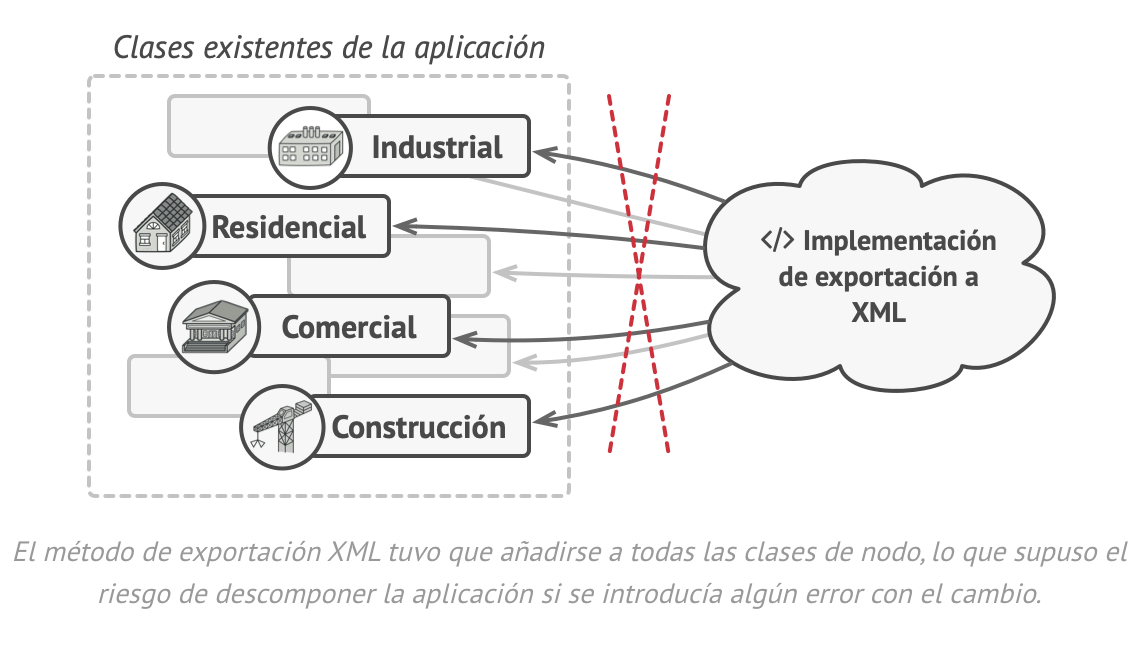 Clases existentes de la aplicación
Industrial
Residencial
Comercial
Construcción
</> Implementación
de exportación a
XML
El método de exportación XML tuvo que añadirse a todas las clases de nodo, lo que supuso el
riesgo de descomponer la aplicación si se introducía algún error con el cambio.